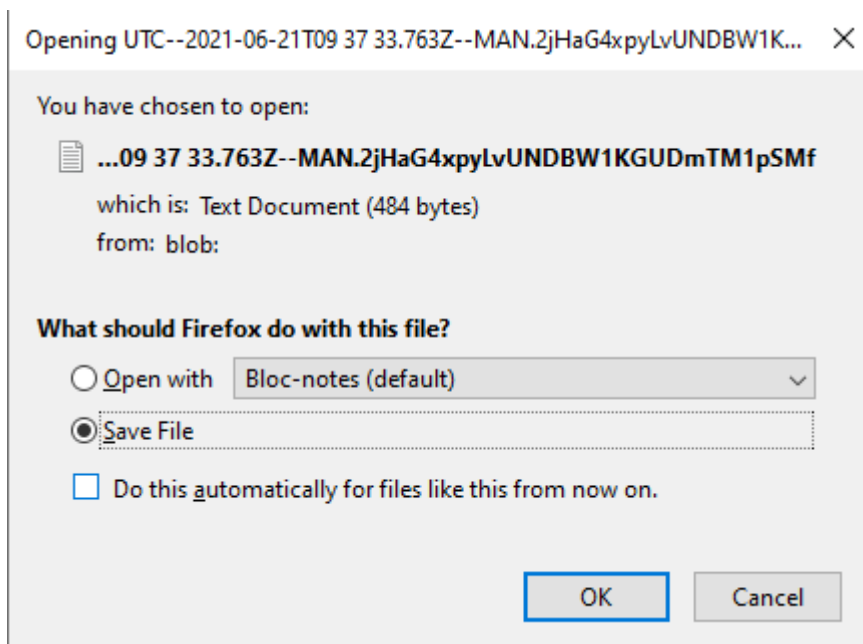 Opening UTC--2021-06-21T09 37 33.763Z--MAN.2jHaG4xpyLvUNDBW1K...
You have chosen to open:
...09 37 33.763Z--MAN.2jHaG4xpyLvUNDBW1KGUDmTM1pSMf
which is: Text Document (484 bytes)
from: blob:
What should Firefox do with this file?
Open with Bloc-notes (default)
Save File
Do this automatically for files like this from now on.
OK Cancel